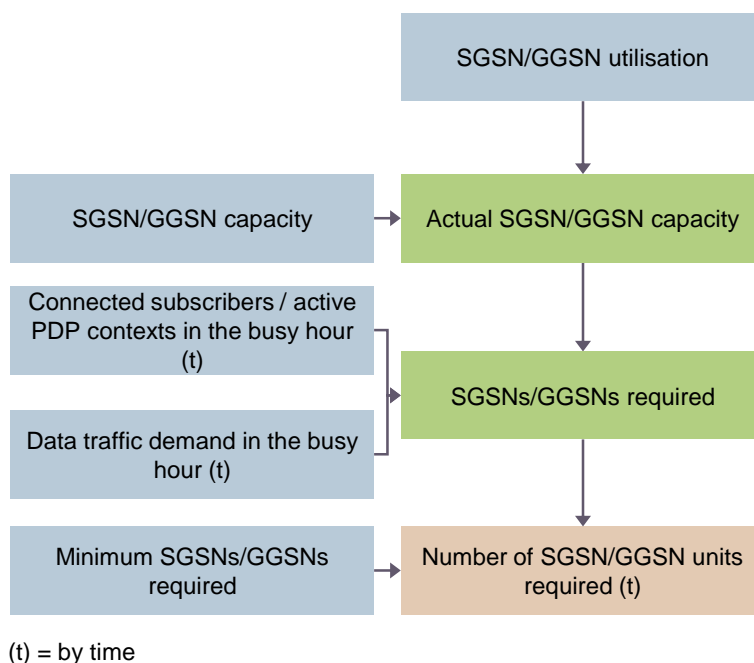 SGSN/GGSN utilisation
SGSN/GGSN capacity
Actual SGSN/GGSN capacity
Connected subscribers / active
PDP contexts in the busy hour
(t)
SGSNs/GGSNs required
Data traffic demand in the busy
hour (t)
Minimum SGSNs/GGSNs
required
Number of SGSN/GGSN units
required (t)
(t) = by time